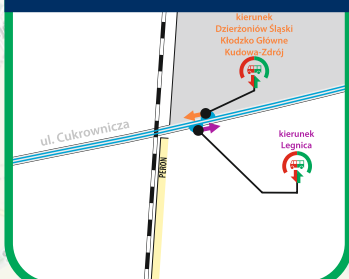 kierunek
Dzierżoniów Śląski
Kłodzko Główne
Kudowa-Zdrój
ul. Cukrownicza
kierunek
Legnica
PERON